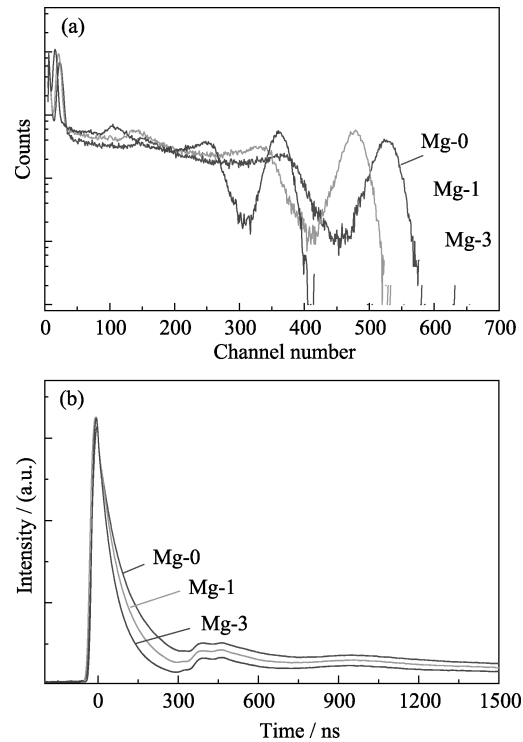 (a)
Counts
Mg-0
Mg-1
Mg-3
0 100 200 300 400 500 600 700
Channel number
(b)
Intensity / (a.u.)
Mg-0
Mg-1
Mg-3
0 300 600 900 1200 1500
Time / ns